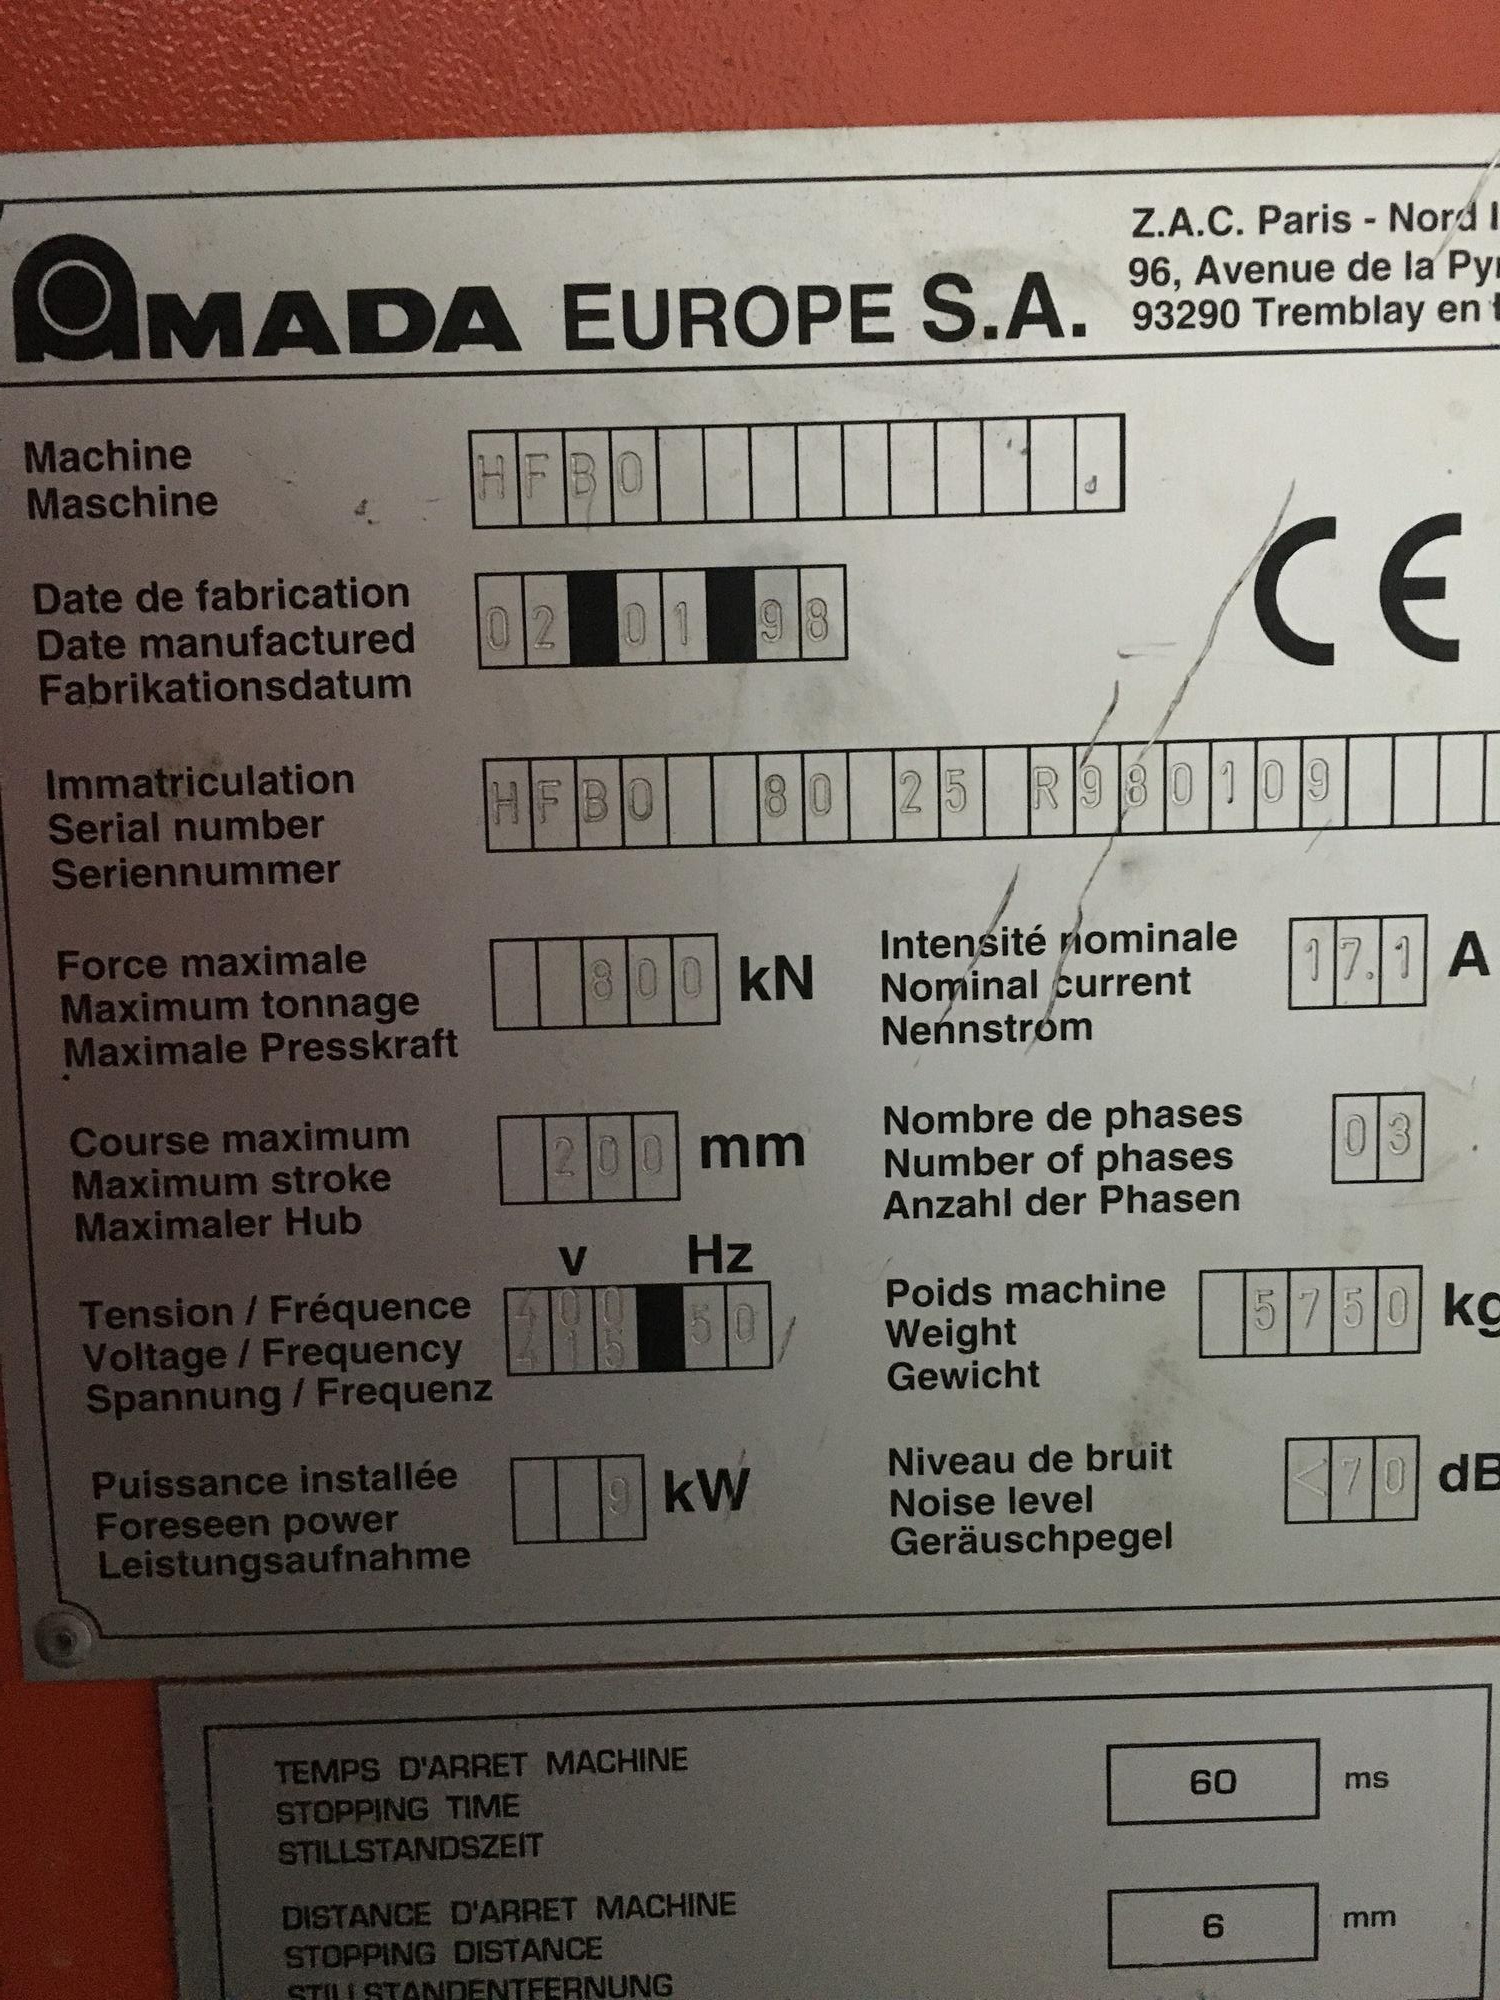 AMADA EUROPE S.A.
Z.A.C. Paris - Nord
96, Avenue de la
93290 Tremblay en
Machine
Maschine
HFBO
CE
Date de fabrication
Date manufactured
Fabrikationsdatum
02 01 98
Immatriculation
Serial number
Seriennummer
HFBO 80 25 R980109
Force maximale
Maximum tonnage
Maximale Presskraft
800 kN
Intensité nominale
Nominal current
Nennstrom
17.1 A
Course maximum
Maximum stroke
Maximaler Hub
200 mm
Nombre de phases
Number of phases
Anzahl der Phasen
03
V Hz
Tension / Fréquence
Voltage / Frequency
Spannung / Frequenz
400
415 50
Poids machine
Weight
Gewicht
5750 kg
Puissance installée
Foreseen power
Leistungsaufnahme
9 kW
Niveau de bruit
Noise level
Geräuschpegel
<70 dB
TEMPS D'ARRET MACHINE
STOPPING TIME
STILLSTANDSZEIT
60 ms
DISTANCE D'ARRET MACHINE
STOPPING DISTANCE
STILLSTANDENTFERNUNG
6 mm